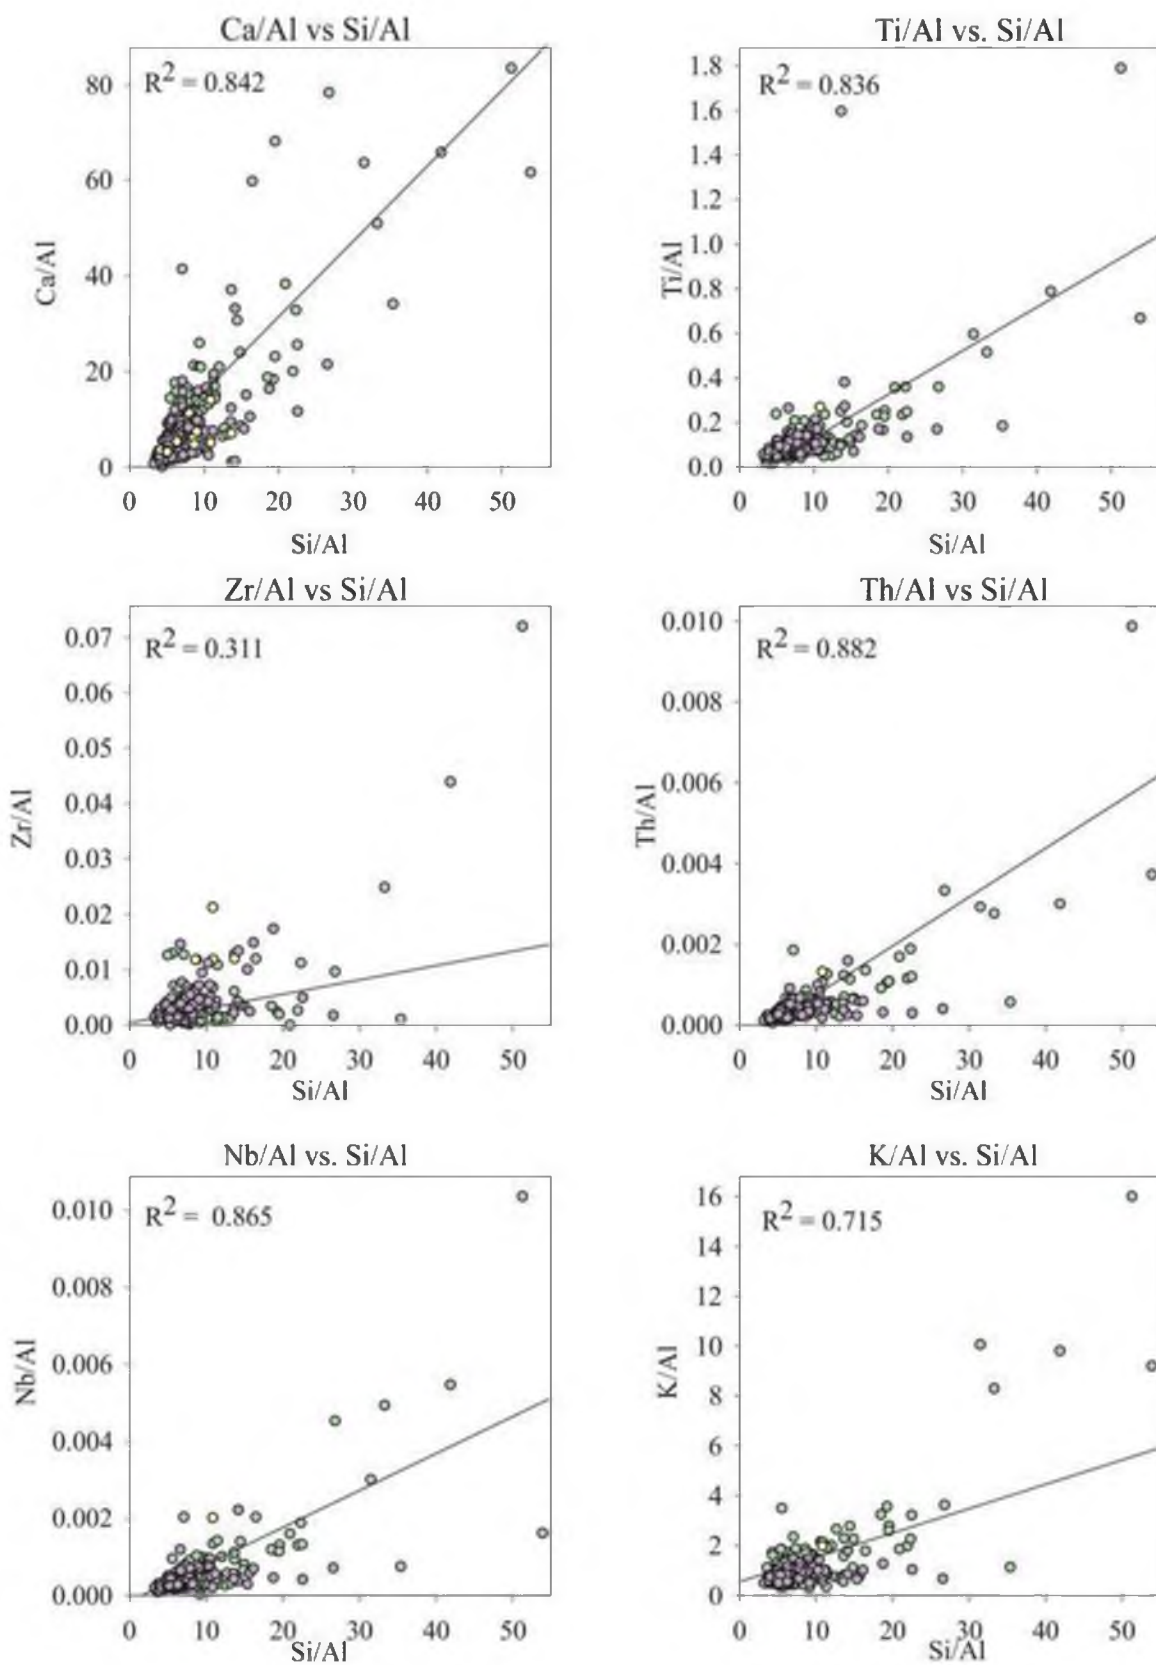 Ca/Al vs Si/Al
R2 = 0.842
80
60
40
20
0
Ca/Al
0 10 20 30 40 50
Si/Al
Ti/Al vs. Si/Al
R2 = 0.836
1.8
1.6
1.4
1.2
1.0
0.8
0.6
0.4
0.2
0.0
Ti/Al
0 10 20 30 40 50
Si/Al
Zr/Al vs Si/Al
R2 = 0.311
0.07
0.06
0.05
0.04
0.03
0.02
0.01
0.00
Zr/Al
0 10 20 30 40 50
Si/Al
Th/Al vs Si/Al
R2 = 0.882
0.010
0.008
0.006
0.004
0.002
0.000
Th/Al
0 10 20 30 40 50
Si/Al
Nb/Al vs. Si/Al
R2 = 0.865
0.010
0.008
0.006
0.004
0.002
0.000
Nb/Al
0 10 20 30 40 50
Si/Al
K/Al vs. Si/Al
R2 = 0.715
16
14
12
10
8
6
4
2
0
K/Al
0 10 20 30 40 50
Si/Al